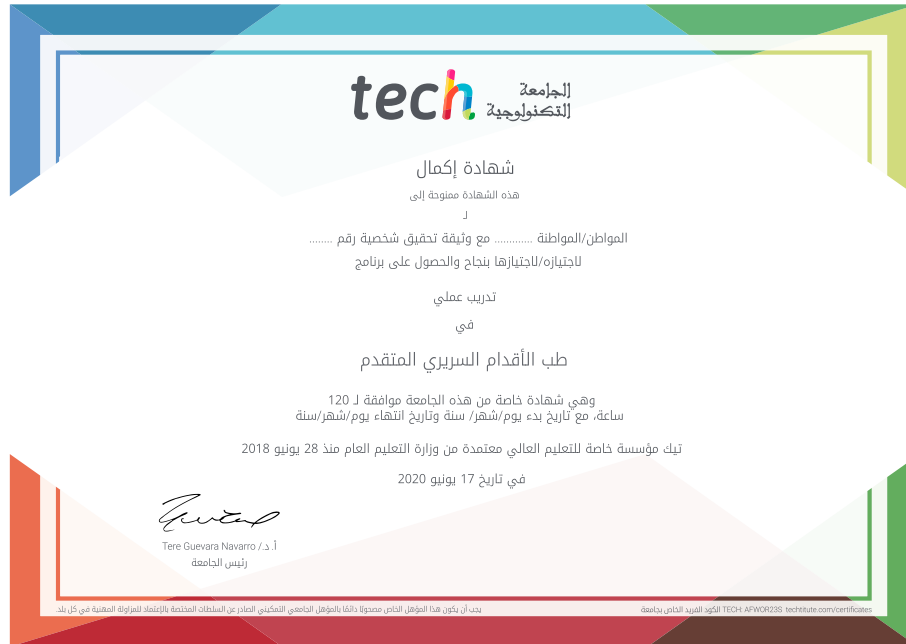 tech الجامعة
التكنولوجية
شهادة إكمال
هذه الشهادة ممنوحة إلى
لـ
المواطن/المواطنة ............. مع وثيقة تحقيق شخصية رقم ........
لاجتيازه/لاجتيازها بنجاح والحصول على برنامج
تدريب عملي
في
طب الأقدام السريري المتقدم
وهي شهادة خاصة من هذه الجامعة موافقة لـ 120
ساعة، مع تاريخ بدء يوم/شهر/ سنة وتاريخ انتهاء يوم/شهر/سنة
تيك مؤسسة خاصة للتعليم العالي معتمدة من وزارة التعليم العام منذ 28 يونيو 2018
في تاريخ 17 يونيو 2020
أ. د./ Tere Guevara Navarro
رئيس الجامعة
يجب أن يكون هذا المؤهل الخاص مصحوبًا دائمًا بالمؤهل الجامعي التمكيني الصادر عن السلطات المختصة بالإعتماد للمزاولة المهنية في كل بلد.
الكود الفريد الخاص بجامعة TECH: AFWOR23S techtitute.com/certificates